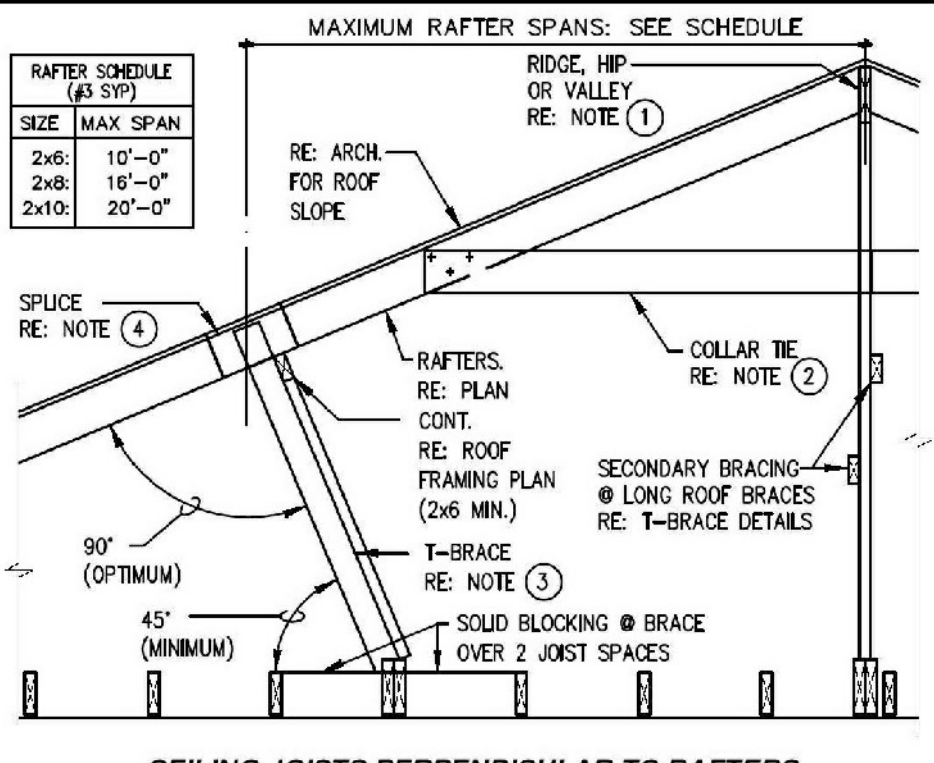 MAXIMUM RAFTER SPANS: SEE SCHEDULE
RAFTER SCHEDULE
(#3 SYP)
SIZE MAX SPAN
2x6: 10'-0"
2x8: 16'-0"
2x10: 20'-0"
RIDGE, HIP
OR VALLEY
RE: NOTE 1
RE: ARCH.
FOR ROOF
SLOPE
SPLICE
RE: NOTE 4
RAFTERS.
RE: PLAN
CONT.
RE: ROOF
FRAMING PLAN
(2x6 MIN.)
COLLAR TIE
RE: NOTE 2
SECONDARY BRACING
@ LONG ROOF BRACES
RE: T-BRACE DETAILS
90°
(OPTIMUM)
T-BRACE
RE: NOTE 3
45°
(MINIMUM)
SOLID BLOCKING @ BRACE
OVER 2 JOIST SPACES
CEILING JOISTS PERPENDICULAR TO RAFTERS